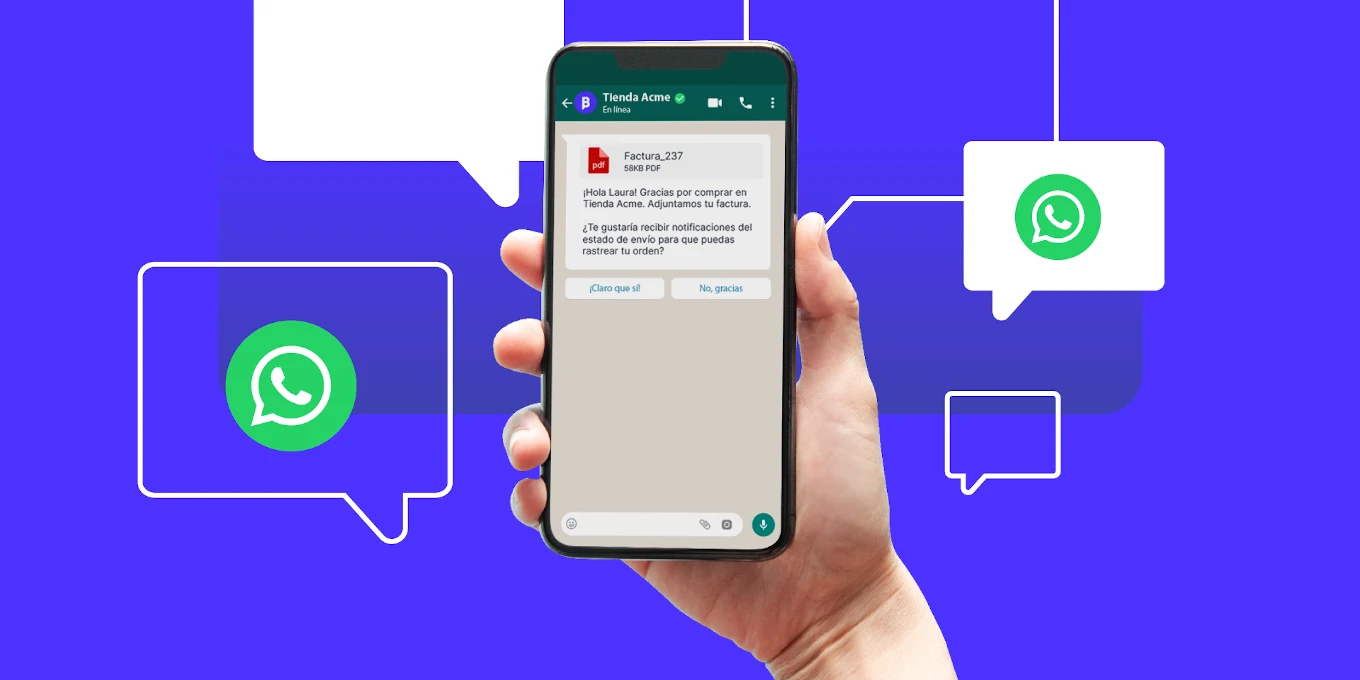 Tienda Acme
En línea
pdf
Factura_237
58KB PDF
¡Hola Laura! Gracias por comprar en
Tienda Acme. Adjuntamos tu factura.
¿Te gustaría recibir notificaciones del
estado de envío para que puedas
rastrear tu orden?
¡Claro que sí!
No, gracias